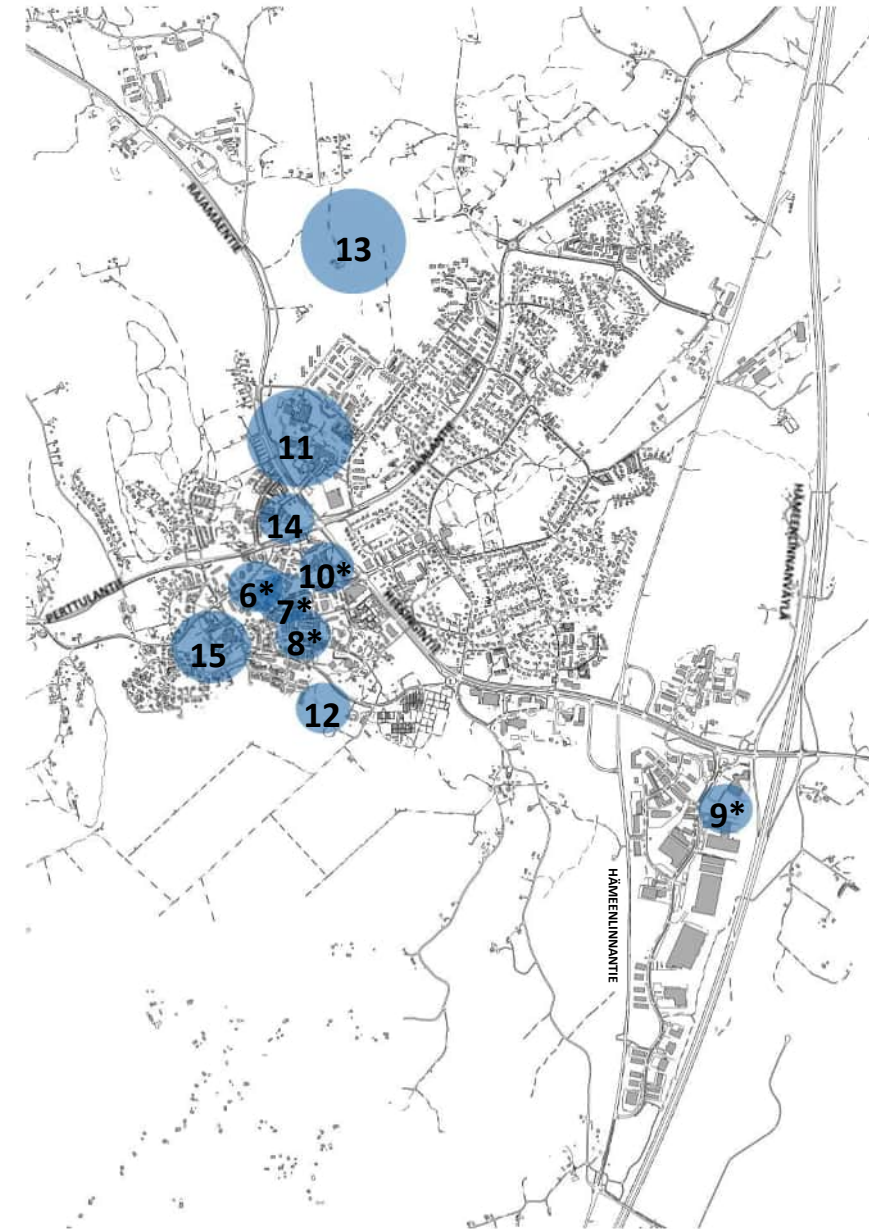 RAJAMÄENTIE
13
11
HÄMEENLINNANVÄYLÄ
14
PERTTULANTIE
10*
6*
7*
8*
15
12
9*
HÄMEENLINNANTIE